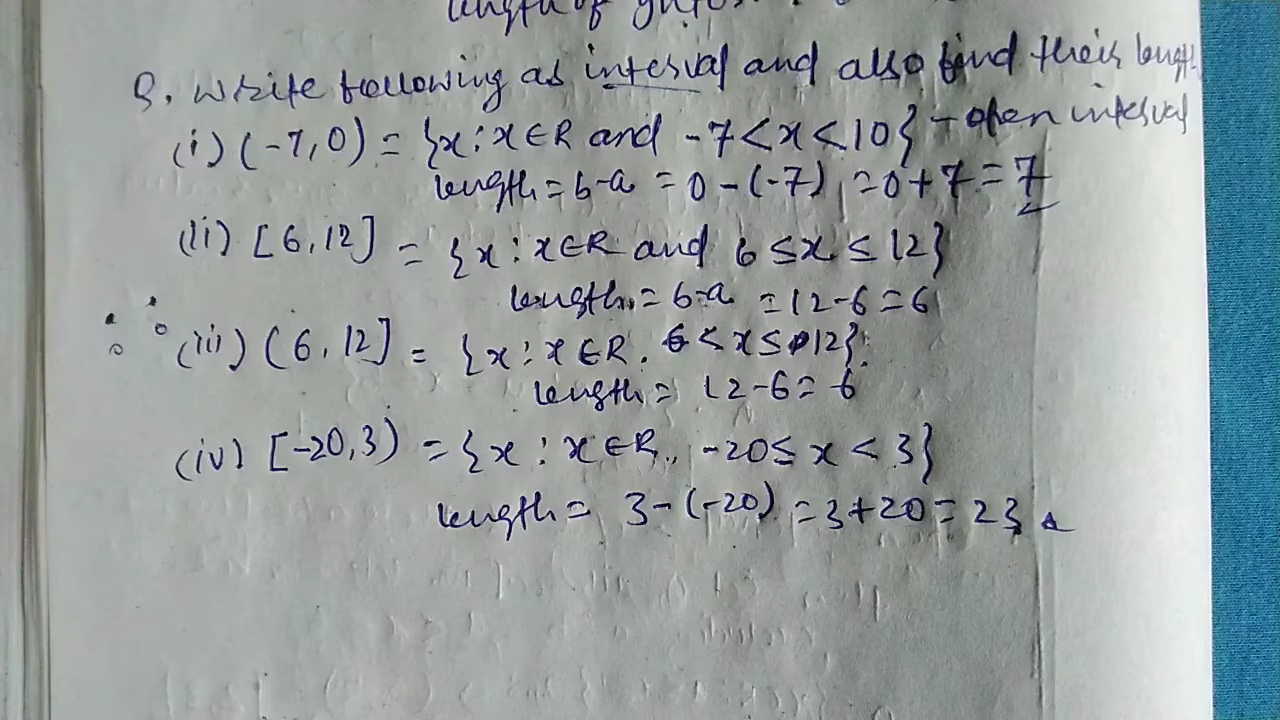 length of
Q. Write following as interval and also find their length.
(i) (-7,0) = {x : x ∈ R and -7 < x < 10} → open interval
length = b-a = 0-(-7) = 0+7 = 7
(ii) [6,12] = {x : x ∈ R and 6 ≤ x ≤ 12}
length = b-a = 12-6 = 6
(iii) (6,12] = {x : x ∈ R, 6 < x ≤ 12}
length = 12-6 = 6
(iv) [-20,3) = {x : x ∈ R, -20 ≤ x < 3}
length = 3-(-20) = 3+20 = 23